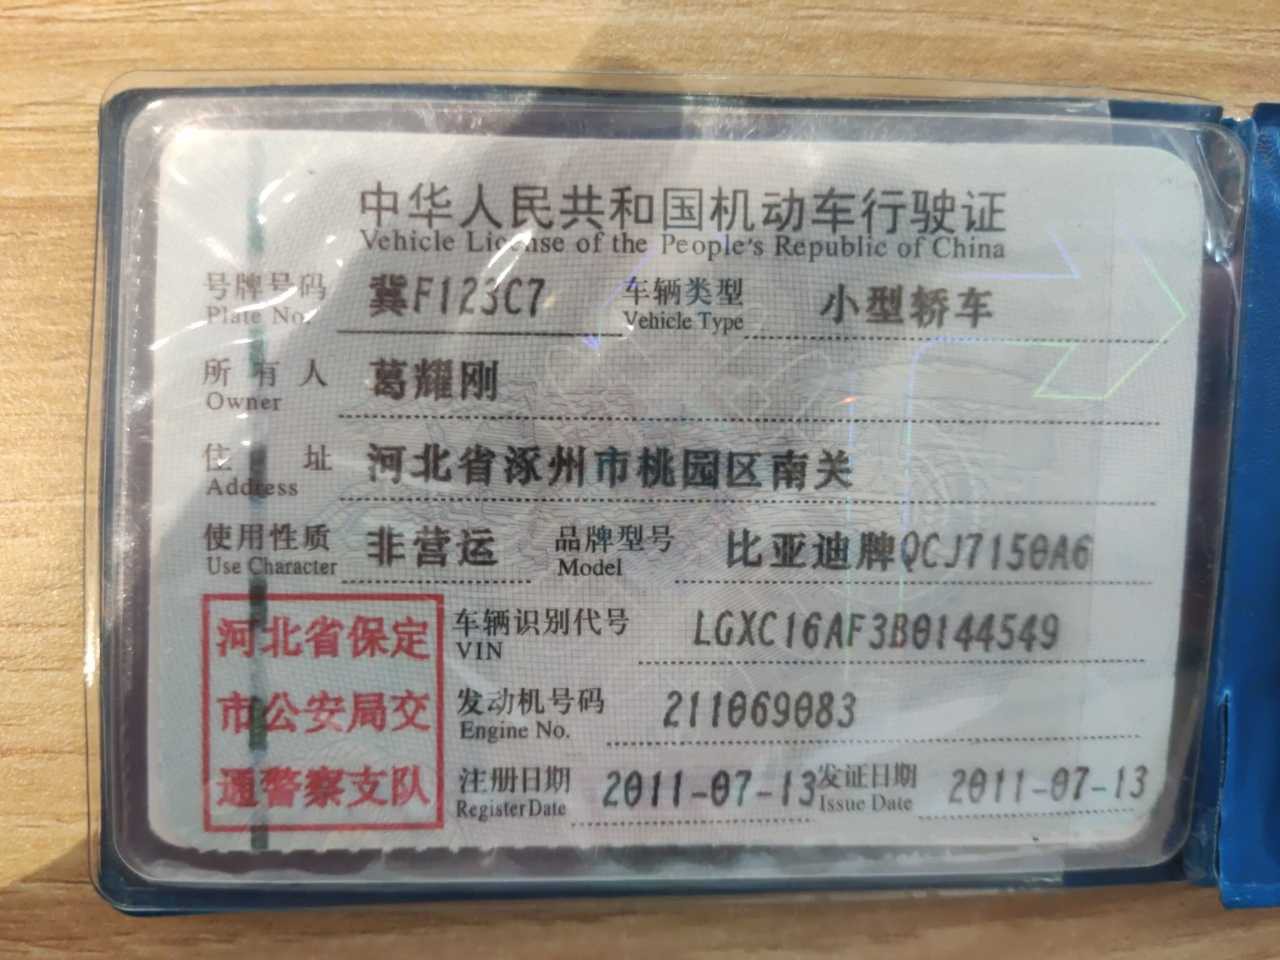 中华人民共和国机动车行驶证
Vehicle License of the People's Republic of China
号牌号码 冀F123C7 车辆类型 小型轿车
Plate No. Vehicle Type
所有人 葛耀刚
Owner
住址 河北省涿州市桃园区南关
Address
使用性质 非营运 品牌型号 比亚迪牌QCJ7150A6
Use Character Model
河北省保定
市公安局交
通警察支队
车辆识别代号 LGXC16AF3B0144549
VIN
发动机号码 211069083
Engine No.
注册日期 2011-07-13 发证日期 2011-07-13
Register Date Issue Date